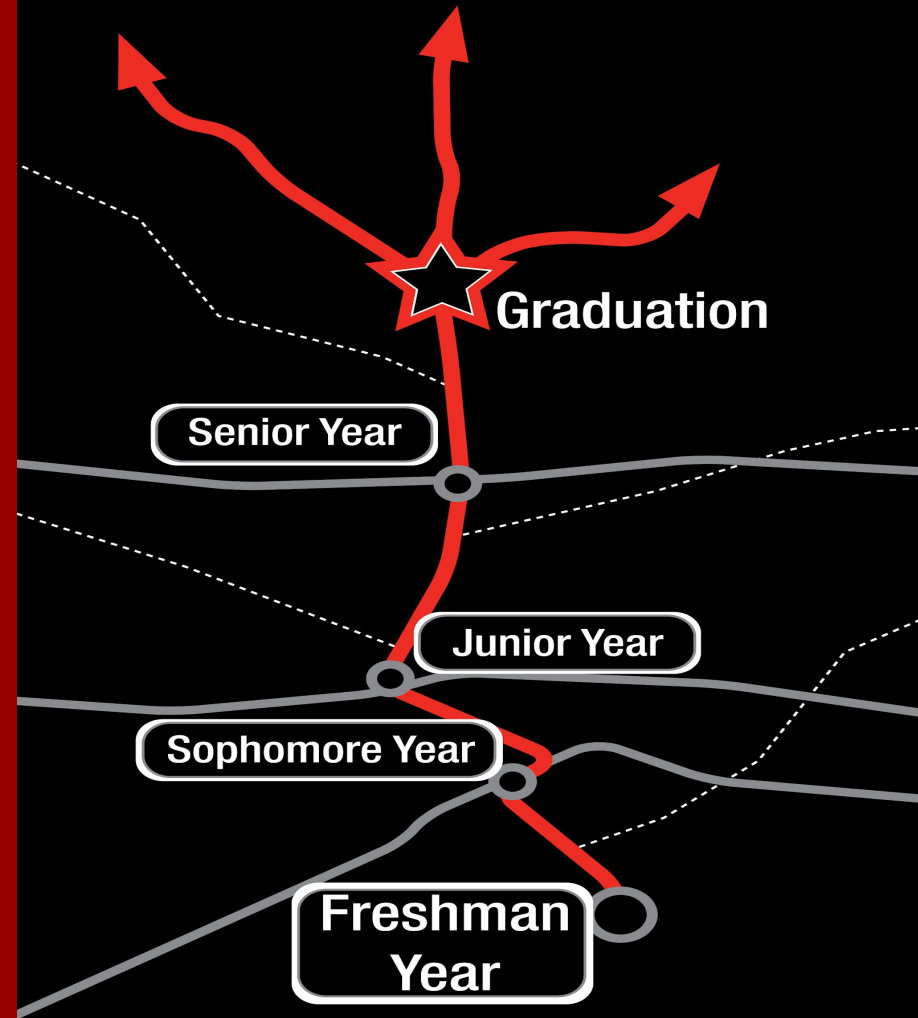 Graduation
Senior Year
Junior Year
Sophomore Year
Freshman
Year